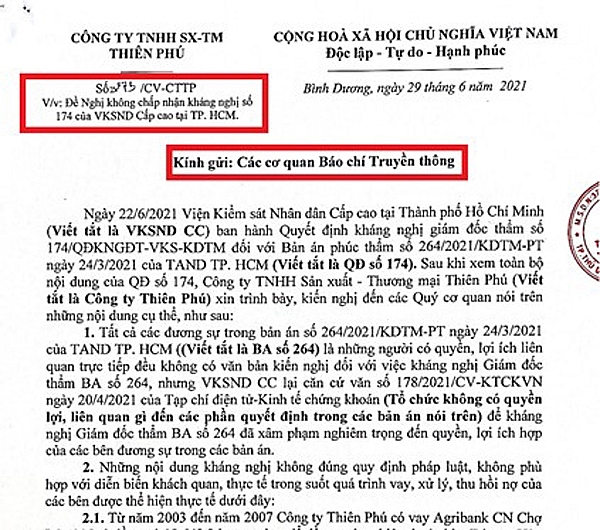 CÔNG TY TNHH SX-TM
THIÊN PHÚ
CỘNG HOÀ XÃ HỘI CHỦ NGHĨA VIỆT NAM
Độc lập - Tự do - Hạnh phúc
/CV-CTTP
V/v: Đề Nghị không chấp nhận kháng nghị số
174 của VKSND Cấp cao tại TP. HCM.
Bình Dương, ngày 29 tháng 6 năm 2021
Kính gửi: Các cơ quan Báo chí Truyền thông
Ngày 22/6/2021 Viện Kiểm sát Nhân dân Cấp cao tại Thành phố Hồ Chí Minh
(Viết tắt là VKSND CC) ban hành Quyết định kháng nghị giám đốc thẩm số
174/QĐKNGĐT-VKS-KDTM đối với Bản án phúc thẩm số 264/2021/KDTM-PT
ngày 24/3/2021 của TAND TP. HCM (Viết tắt là QĐ số 174). Sau khi xem toàn bộ
nội dung của QĐ số 174, Công ty TNHH Sản xuất - Thương mại Thiên Phú (Viết
tắt là Công ty Thiên Phú) xin trình bày, kiến nghị đến các Quý cơ quan nói trên
những nội dung cụ thể, như sau:
1. Tất cả các đương sự trong bản án số 264/2021/KDTM-PT ngày 24/3/2021
của TAND TP. HCM ((Viết tắt là BA số 264) là những người có quyền, lợi ích liên
quan trực tiếp đều không có văn bản kiến nghị đối với việc kháng nghị Giám đốc
thẩm BA số 264, nhưng VKSND CC lại căn cứ văn số 178/2021/CV-KTCKVN
ngày 20/4/2021 của Tạp chí điện tử-Kinh tế chứng khoán (Tổ chức không có quyền
lợi, liên quan gì đến các phần quyết định trong các bản án nói trên) để kháng
nghị Giám đốc thẩm BA số 264 đã xâm phạm nghiêm trọng đến quyền, lợi ích hợp
của các bên đương sự trong các bản án.
2. Những nội dung kháng nghị không đúng quy định pháp luật, không phù
hợp với diễn biến khách quan, thực tế trong suốt quá trình vay, xử lý, thu hồi nợ của
các bên được thể hiện thực tế dưới đây:
2.1. Từ năm 2003 đến năm 2007 Công ty Thiên Phú có vay Agribank CN Chợ